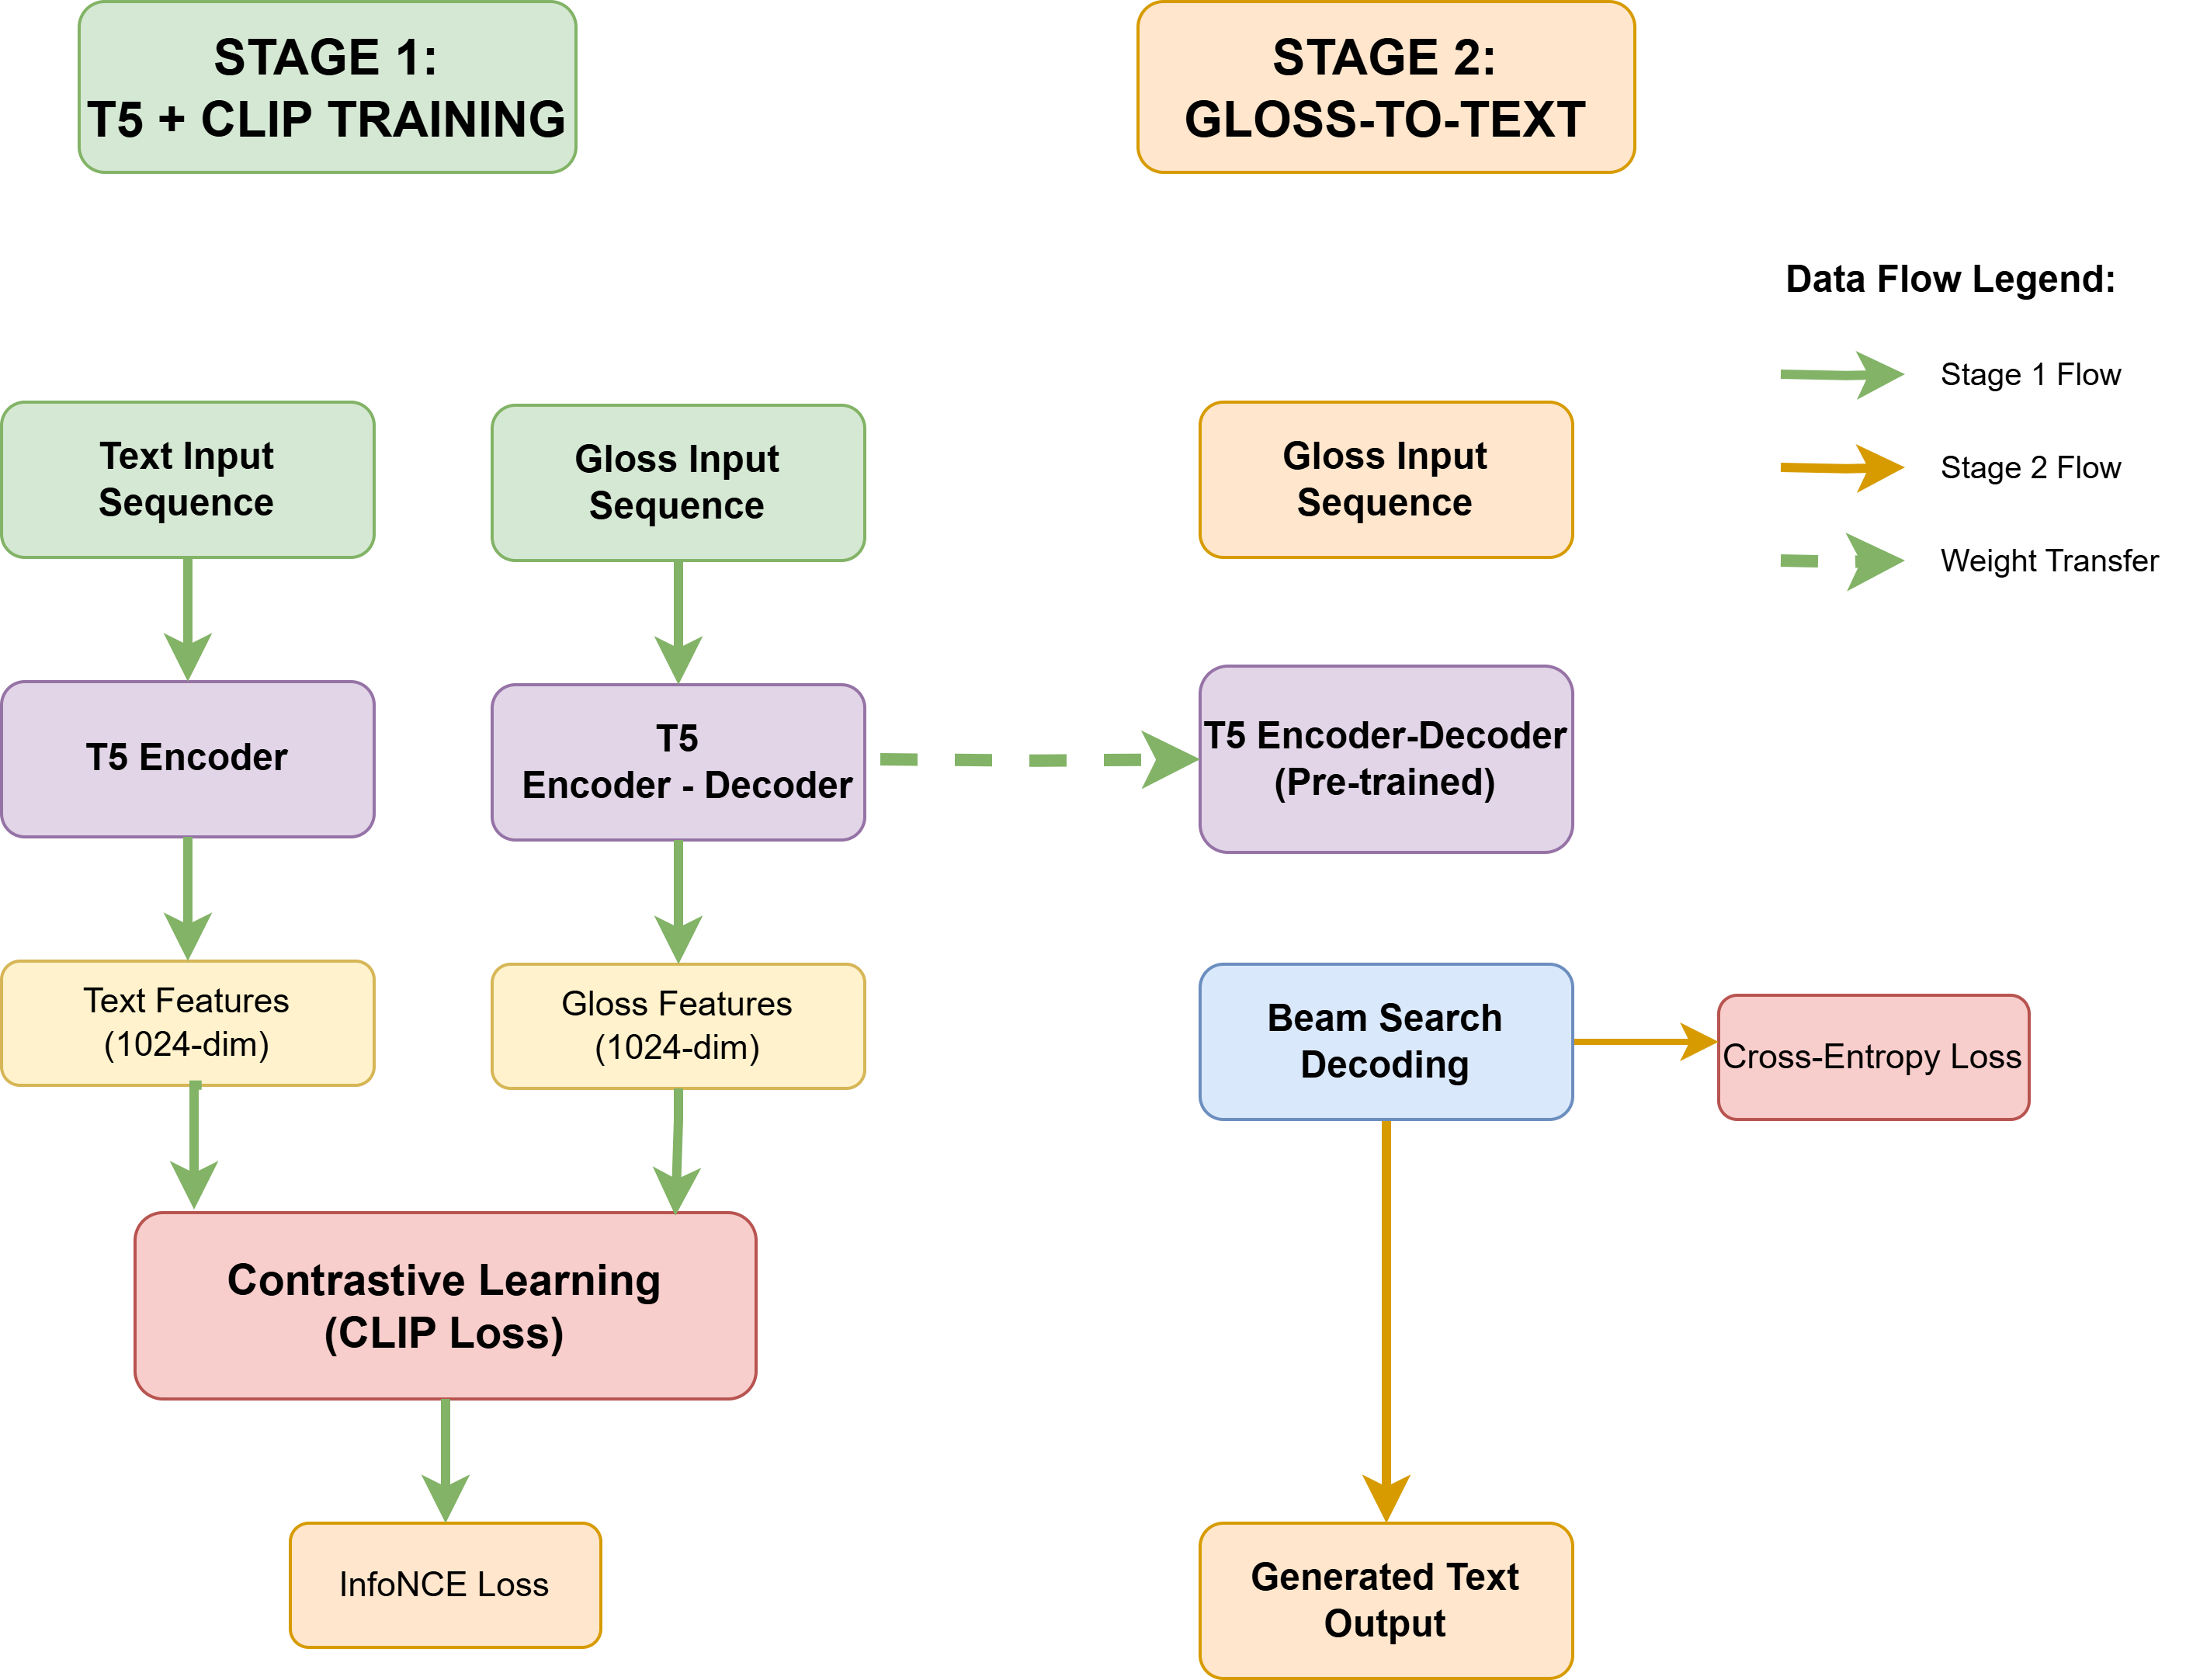 STAGE 1:
T5 + CLIP TRAINING
STAGE 2:
GLOSS-TO-TEXT
Data Flow Legend:
Stage 1 Flow
Stage 2 Flow
Weight Transfer
Text Input
Sequence
Gloss Input
Sequence
Gloss Input
Sequence
T5 Encoder
T5
Encoder - Decoder
T5 Encoder-Decoder
(Pre-trained)
Text Features
(1024-dim)
Gloss Features
(1024-dim)
Beam Search
Decoding
Cross-Entropy Loss
Contrastive Learning
(CLIP Loss)
InfoNCE Loss
Generated Text
Output